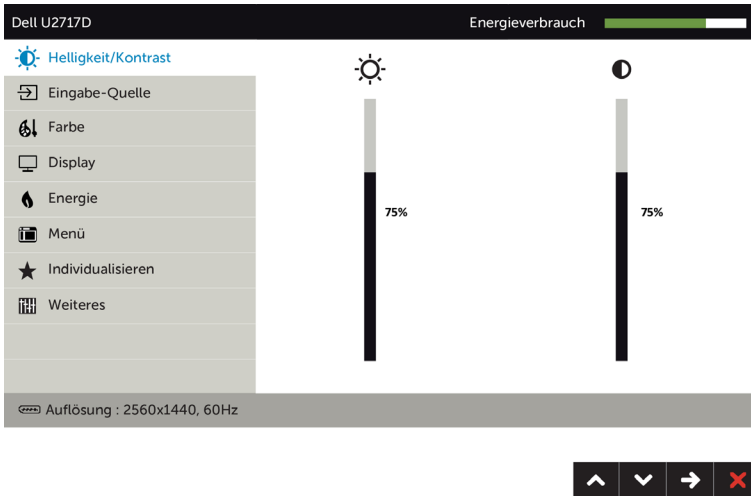 Dell U2717D
Energieverbrauch
Helligkeit/Kontrast
Eingabe-Quelle
Farbe
Display
Energie
Menü
Individualisieren
Weiteres
75%
75%
Auflösung : 2560x1440, 60Hz